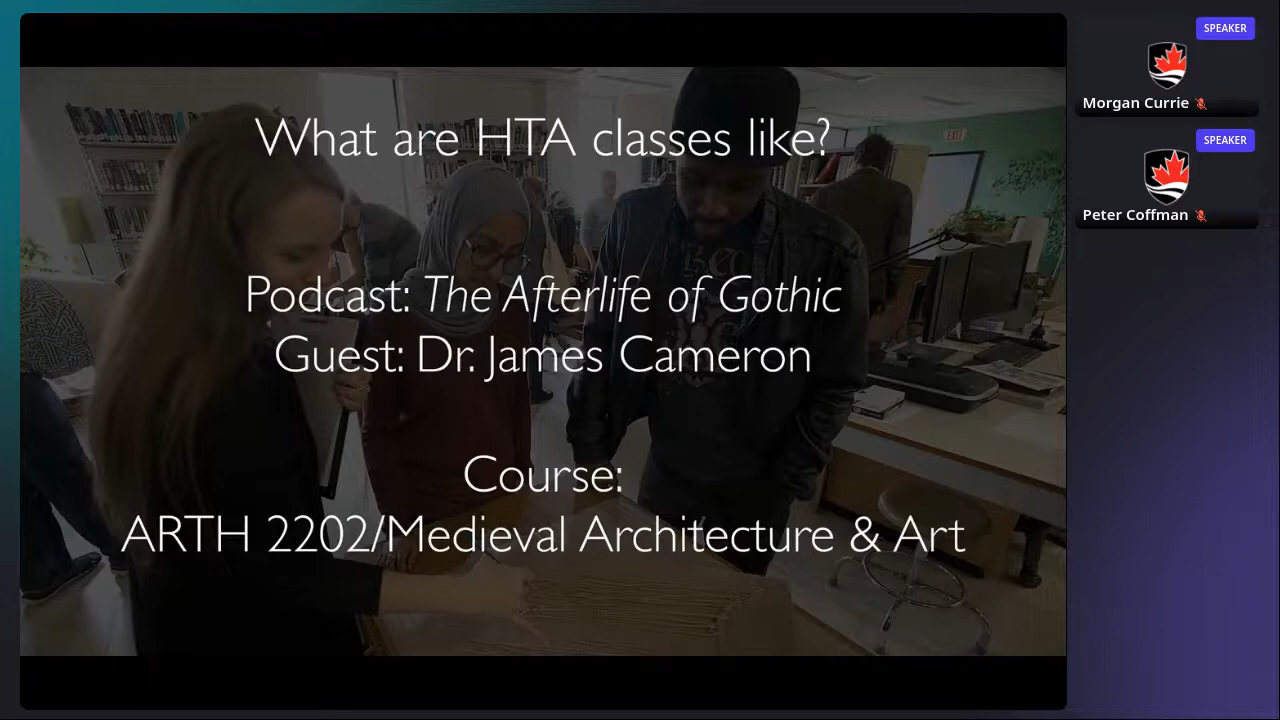 What are HTA classes like?
Podcast: The Afterlife of Gothic
Guest: Dr. James Cameron
Course:
ARTH 2202/Medieval Architecture & Art
SPEAKER
Morgan Currie
SPEAKER
Peter Coffman
EXIT